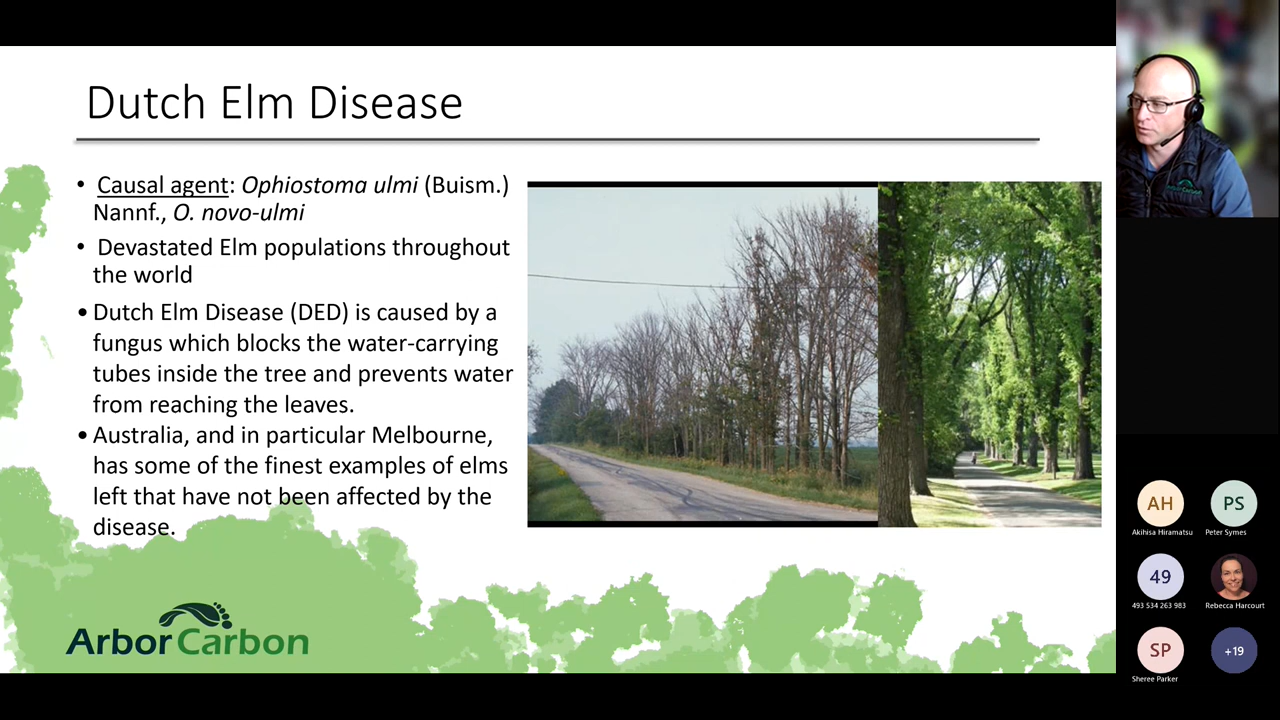 Dutch Elm Disease
• Causal agent: Ophiostoma ulmi (Buism.)
Nannf., O. novo-ulmi
• Devastated Elm populations throughout
the world
• Dutch Elm Disease (DED) is caused by a
fungus which blocks the water-carrying
tubes inside the tree and prevents water
from reaching the leaves.
• Australia, and in particular Melbourne,
has some of the finest examples of elms
left that have not been affected by the
disease.
ArborCarbon
AH
Akihisa Hiramatsu
PS
Peter Symes
49
493 534 263 983
Rebecca Harcourt
SP
Sheree Parker
+19